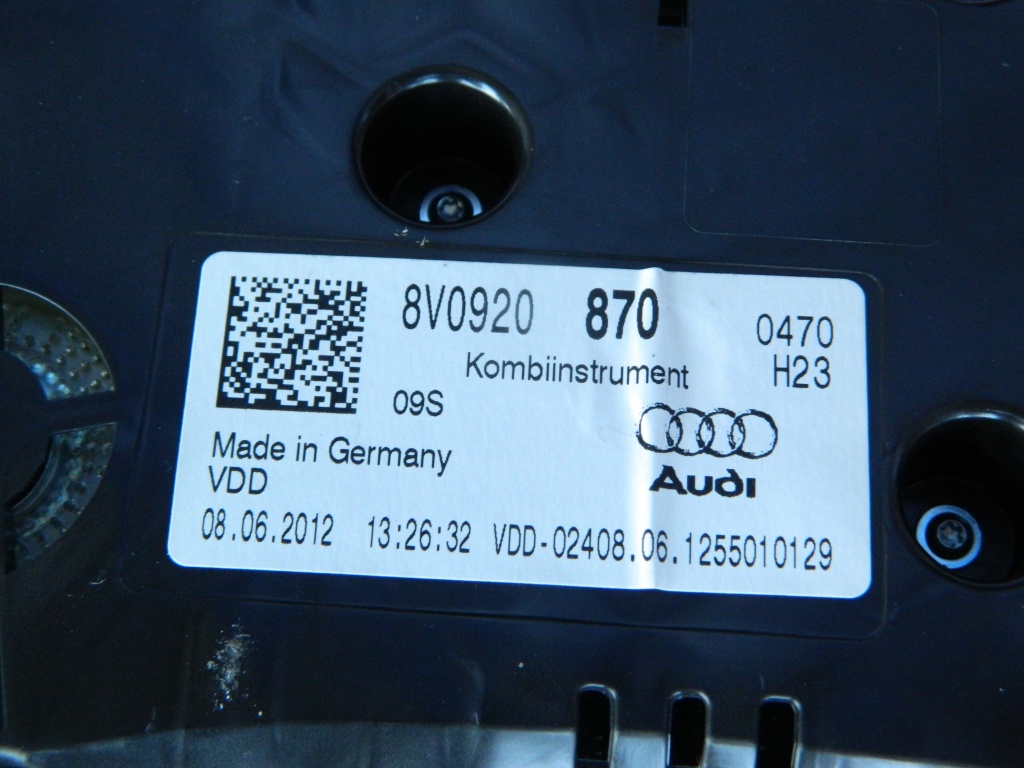 8V0920 870 0470
Kombiinstrument H23
09S
Audi
Made in Germany
VDD
08.06.2012 13:26:32 VDD-02408.06.1255010129